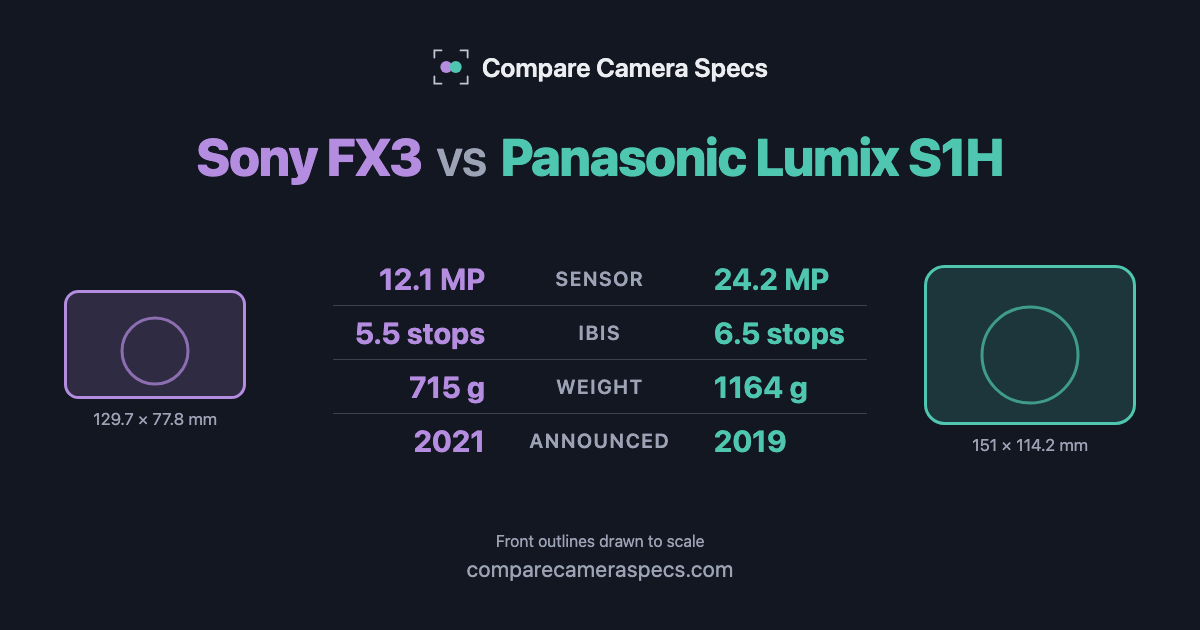 Compare Camera Specs
Sony FX3 vs Panasonic Lumix S1H
12.1 MP SENSOR 24.2 MP
5.5 stops IBIS 6.5 stops
715 g WEIGHT 1164 g
2021 ANNOUNCED 2019
129.7 × 77.8 mm
151 × 114.2 mm
Front outlines drawn to scale
comparecameraspecs.com